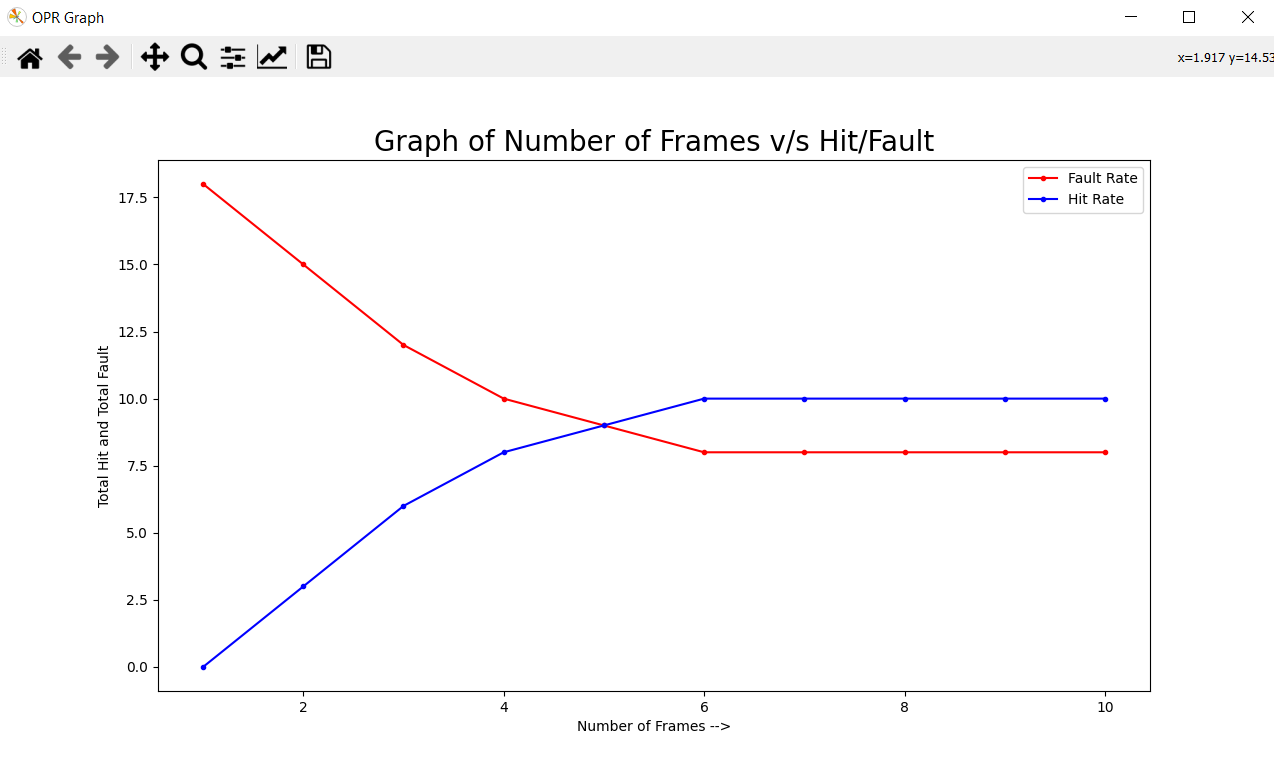 OPR Graph
x=1.917 y=14.53
Graph of Number of Frames v/s Hit/Fault
Fault Rate
Hit Rate
17.5
15.0
12.5
10.0
7.5
5.0
2.5
0.0
Total Hit and Total Fault
2 4 6 8 10
Number of Frames -->